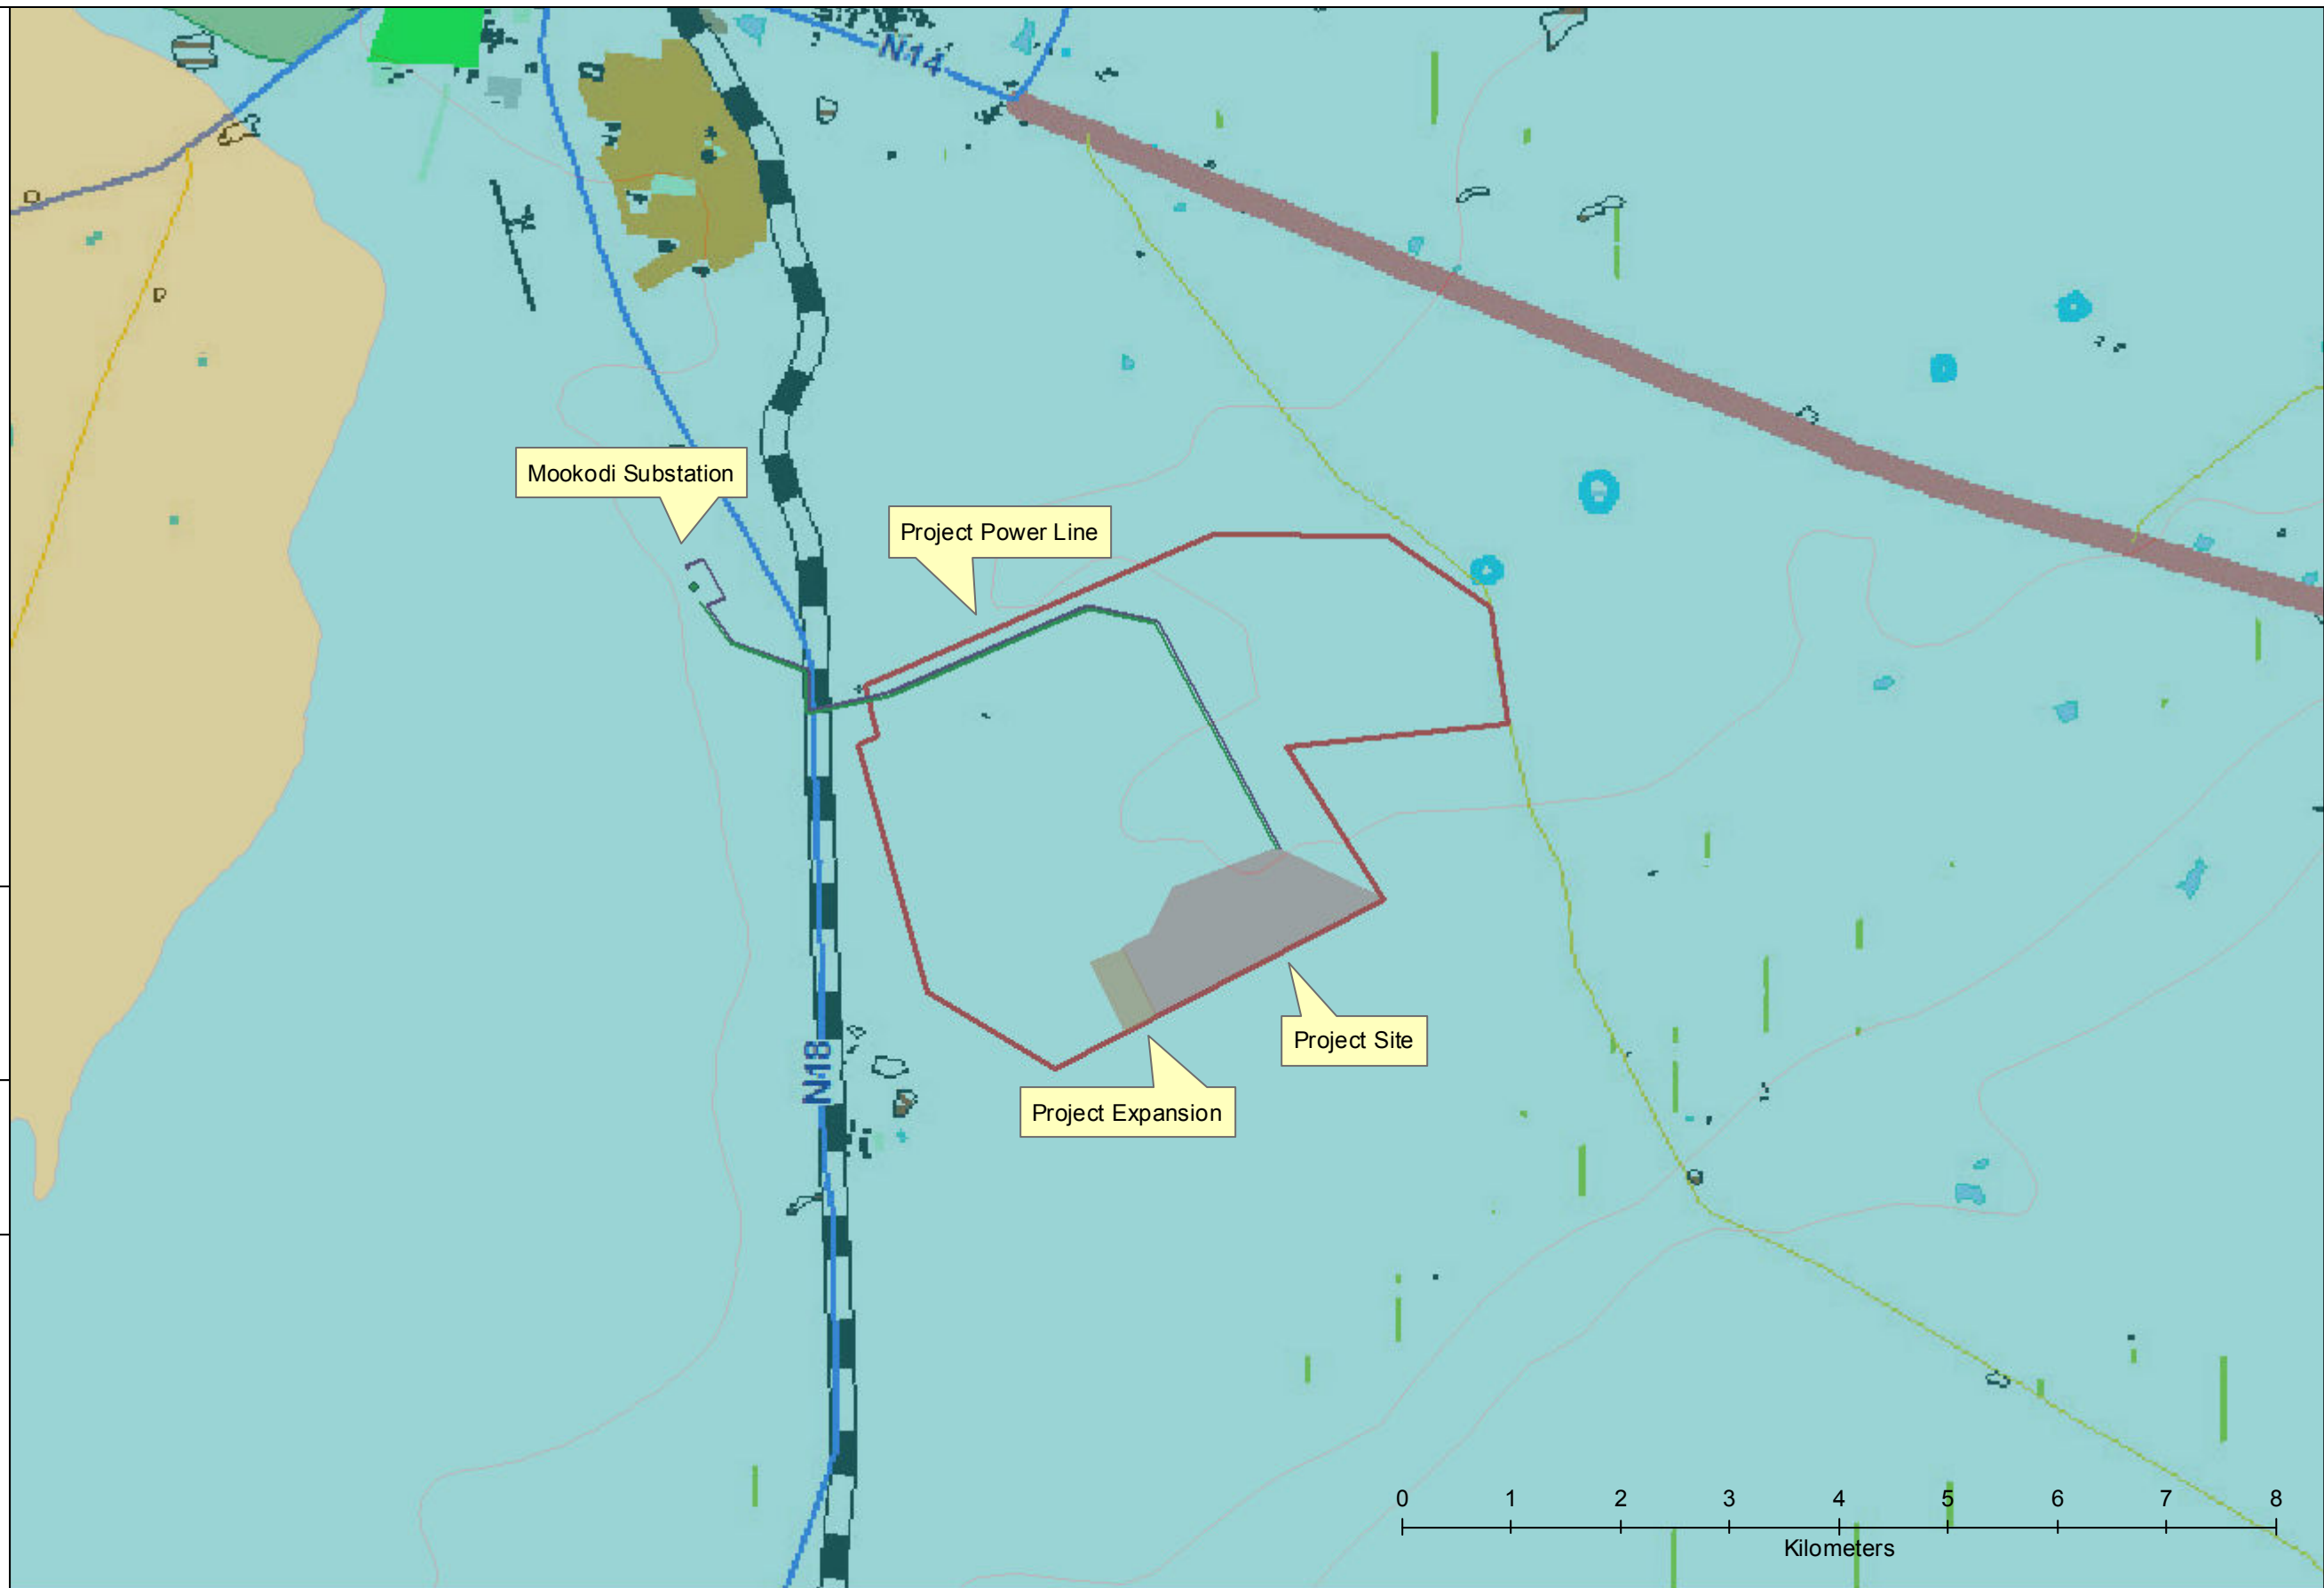 N14
Mookodi Substation
Project Power Line
Project Site
N18
Project Expansion
0 1 2 3 4 5 6 7 8
Kilometers